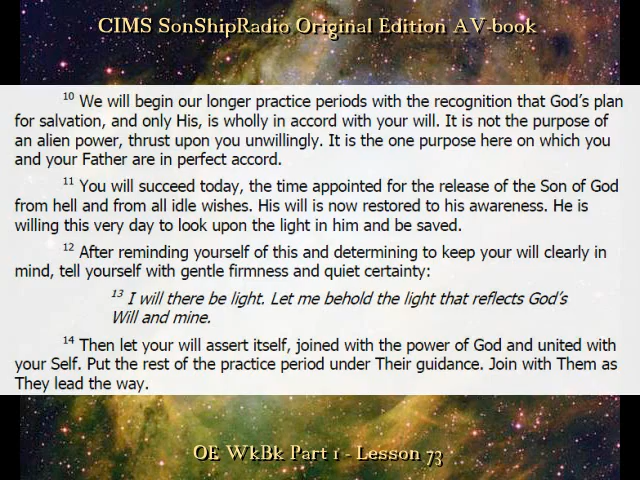 CIMS SonShipRadio Original Edition AV-book
10 We will begin our longer practice periods with the recognition that God's plan
for salvation, and only His, is wholly in accord with your will. It is not the purpose of
an alien power, thrust upon you unwillingly. It is the one purpose here on which you
and your Father are in perfect accord.
11 You will succeed today, the time appointed for the release of the Son of God
from hell and from all idle wishes. His will is now restored to his awareness. He is
willing this very day to look upon the light in him and be saved.
12 After reminding yourself of this and determining to keep your will clearly in
mind, tell yourself with gentle firmness and quiet certainty:
13 I will there be light. Let me behold the light that reflects God's
Will and mine.
14 Then let your will assert itself, joined with the power of God and united with
your Self. Put the rest of the practice period under Their guidance. Join with Them as
They lead the way.
OE WkBk Part 1 - Lesson 73